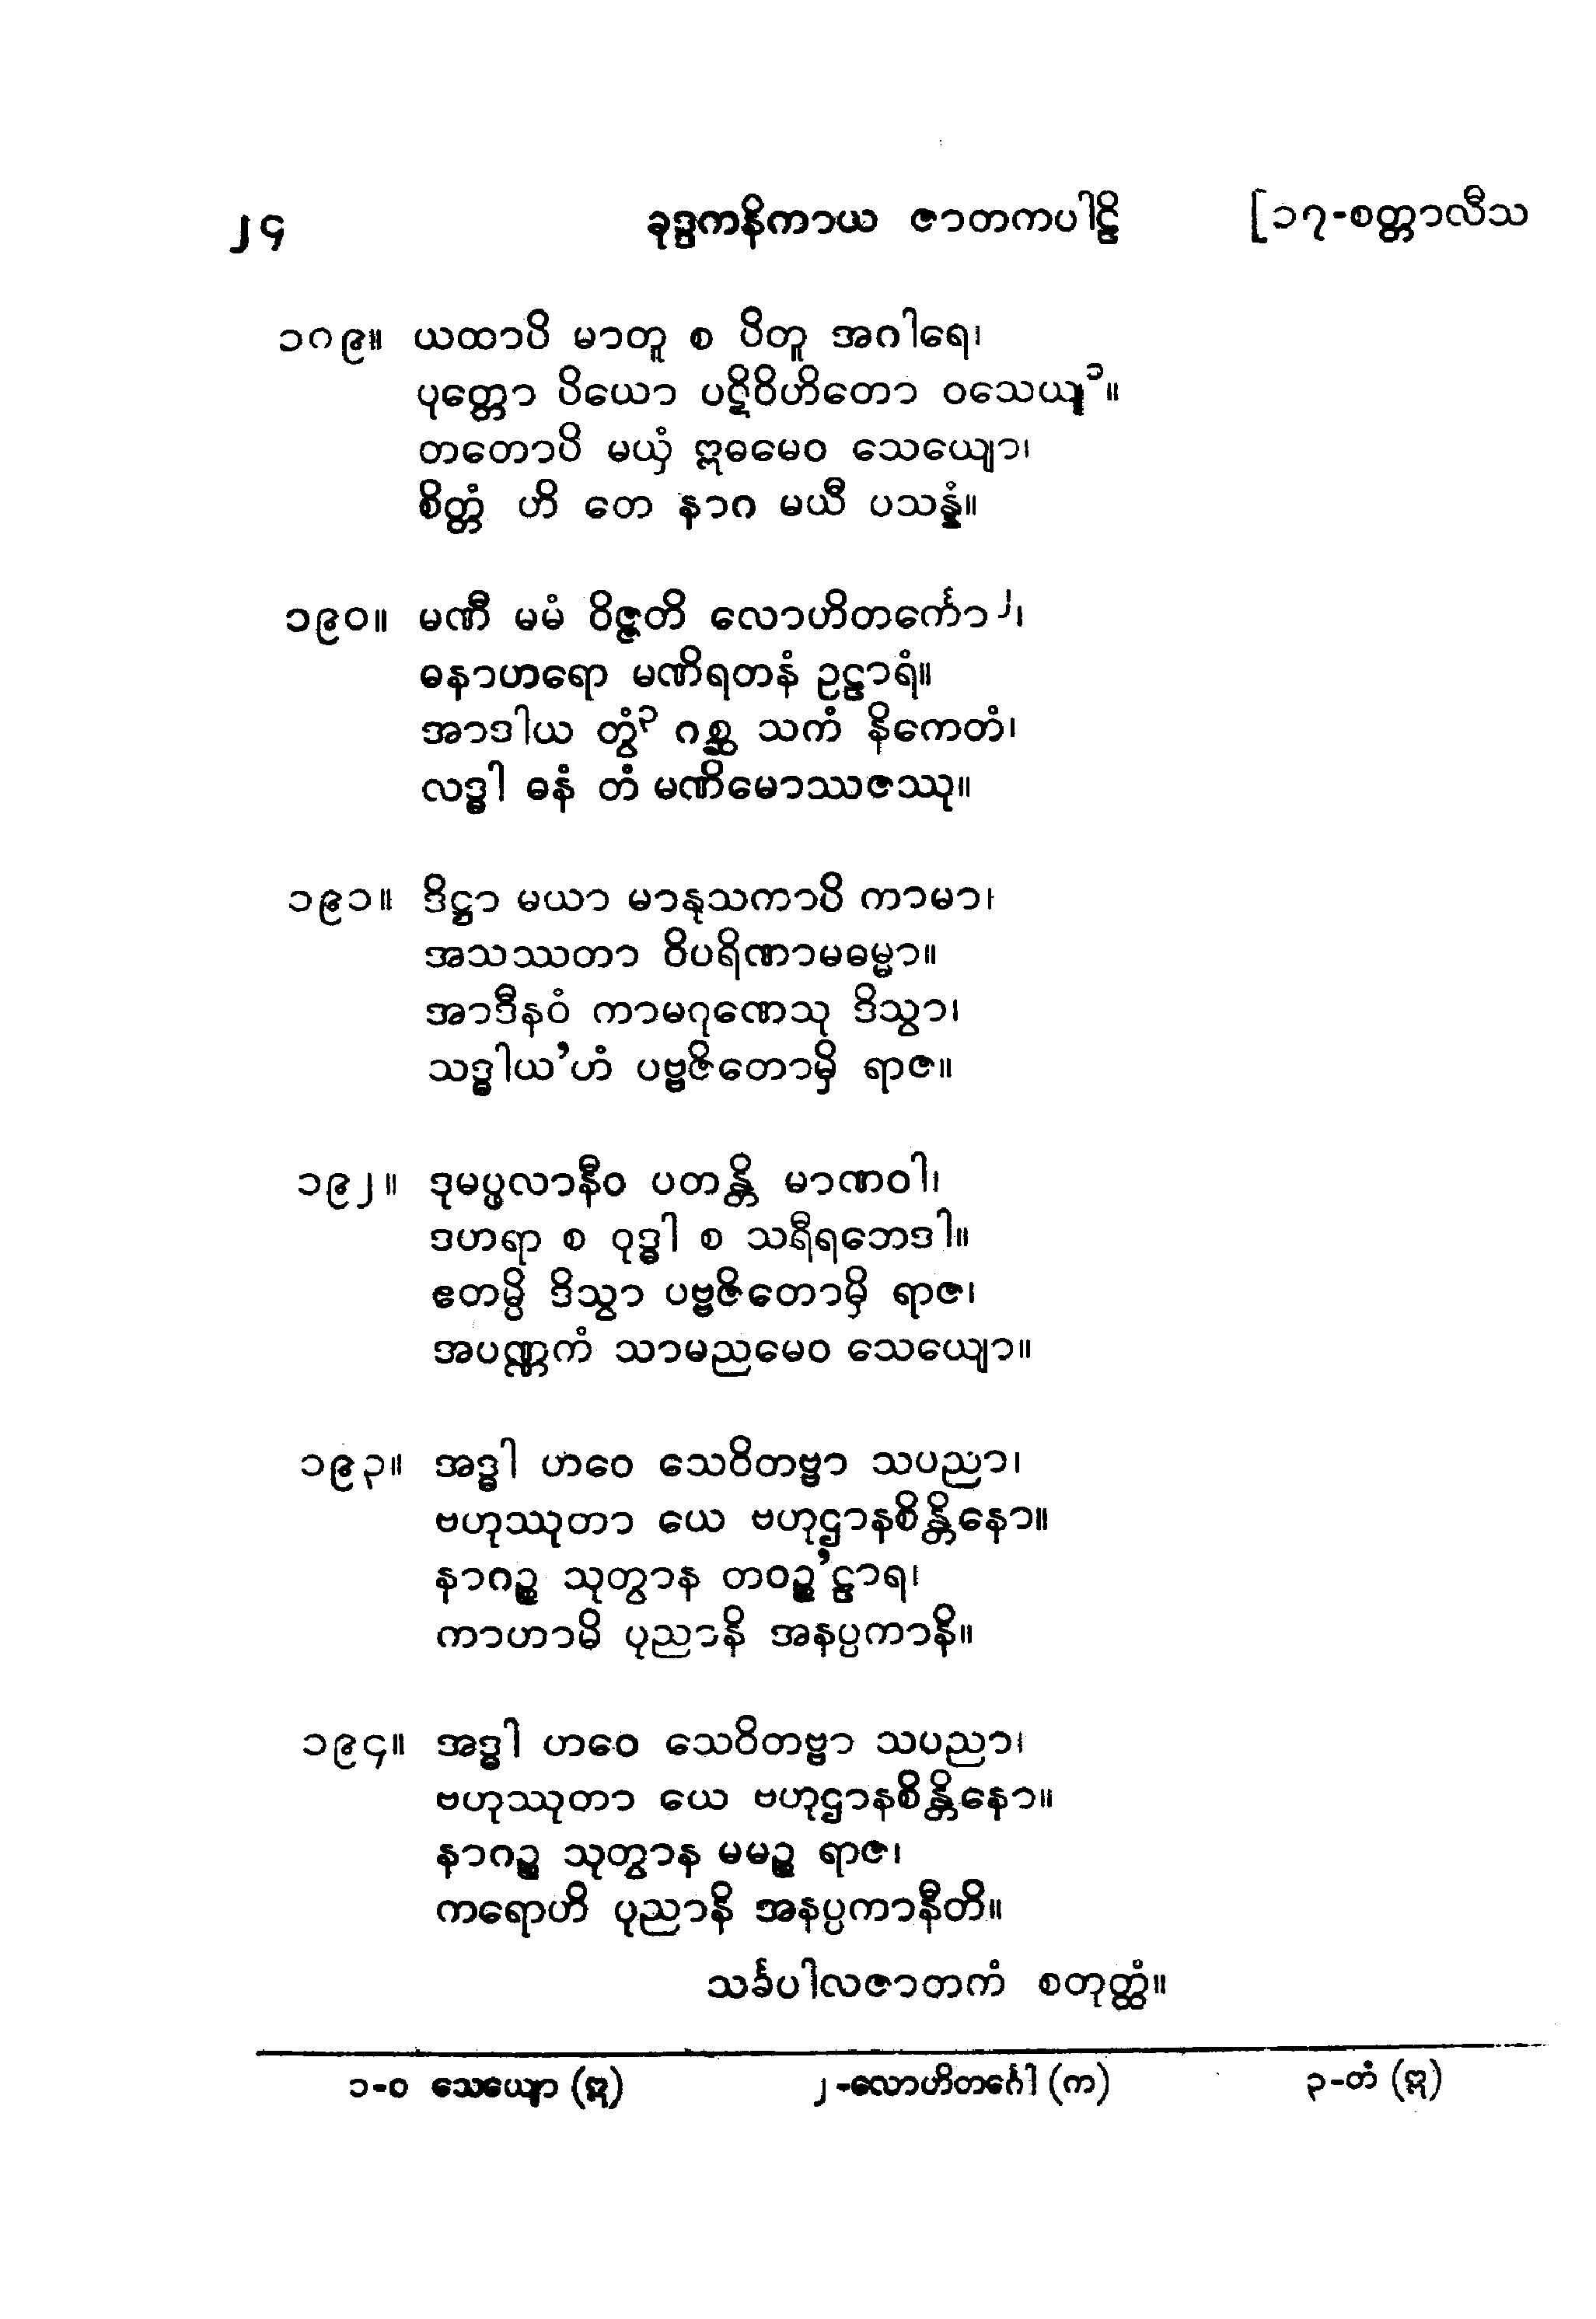 ၂၄ ခုဒ္ဒကနိကာယ ဇာတကပါဠိ [၁၇-စတ္တာလီသ
၁၈၉။ ယထာပိ မာတူ စ ပိတူ အဂါရေ၊
ပုတ္တော ပိယော ပဋိဝိဟိတော ဝသေယျ၁။
တတောပိ မယှံ ဣဓမေဝ သေယျော၊
စိတ္တံ ဟိ တေ နာဂ မယီ ပသန္နံ။
၁၉၀။ မဏီ မမံ ဝိဇ္ဇတိ လောဟိတင်္ကော၂၊
ဓနာဟရော မဏိရတနံ ဥဠာရံ။
အာဒါယ တွံ၃ ဂစ္ဆ သကံ နိကေတံ၊
လဒ္ဓါ ဓနံ တံ မဏိမောဿဇဿု။
၁၉၁။ ဒိဋ္ဌာ မယာ မာနုသကာပိ ကာမာ၊
အသဿတာ ဝိပရိဏာမဓမ္မာ။
အာဒီနဝံ ကာမဂုဏေသု ဒိသွာ၊
သဒ္ဓါယ’ဟံ ပဗ္ဗဇိတောမှိ ရာဇ။
၁၉၂။ ဒုမပ္ဖလာနီဝ ပတန္တိ မာဏဝါ၊
ဒဟရာ စ ဝုဒ္ဓါ စ သရီရဘေဒါ။
ဧတမ္ပိ ဒိသွာ ပဗ္ဗဇိတောမှိ ရာဇ၊
အပဏ္ဏကံ သာမညမေဝ သေယျော။
၁၉၃။ အဒ္ဓါ ဟဝေ သေဝိတဗ္ဗာ သပညာ၊
ဗဟုဿုတာ ယေ ဗဟုဌာနစိန္တိနော။
နာဂဉ္စ သုတွာန တဝဉ္စ’ဠာရ၊
ကာဟာမိ ပုညာနိ အနပ္ပကာနိ။
၁၉၄။ အဒ္ဓါ ဟဝေ သေဝိတဗ္ဗာ သပညာ၊
ဗဟုဿုတာ ယေ ဗဟုဌာနစိန္တိနော။
နာဂဉ္စ သုတွာန မမဉ္စ ရာဇ၊
ကရောဟိ ပုညာနိ အနပ္ပကာနီတိ။
သင်္ခပါလဇာတကံ စတုတ္ထံ။
၁-ဝ သေယျော (ဣ) ၂-လောဟိတင်္ဂေါ (က) ၃-တံ (ဣ)